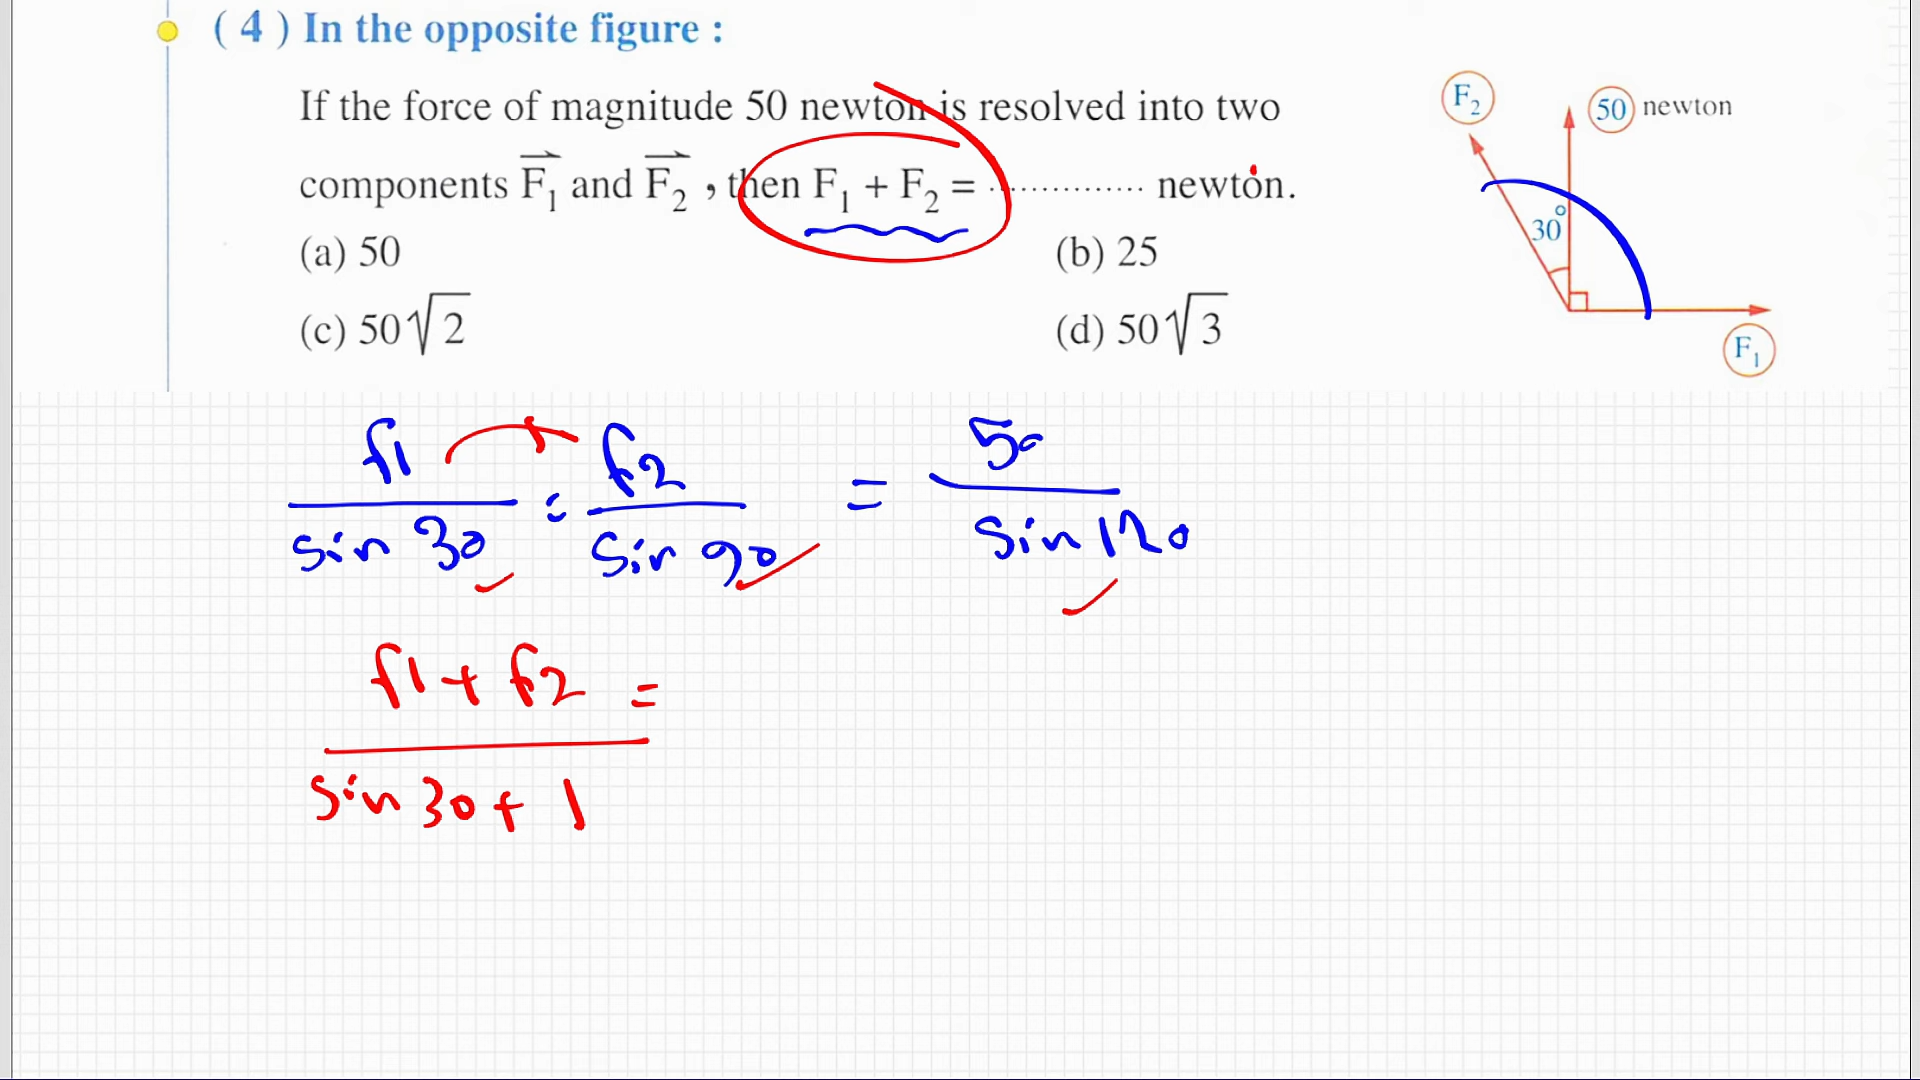 ( 4 ) In the opposite figure :
If the force of magnitude 50 newton is resolved into two
components F₁ and F₂ , then F₁ + F₂ = ............... newton.
(a) 50 (b) 25
(c) 50√2 (d) 50√3
F₂ 50 newton
30°
F₁
f1 = f2 = 50
sin 30 sin 90 sin 120
f1 + f2 =
sin 30 + 1